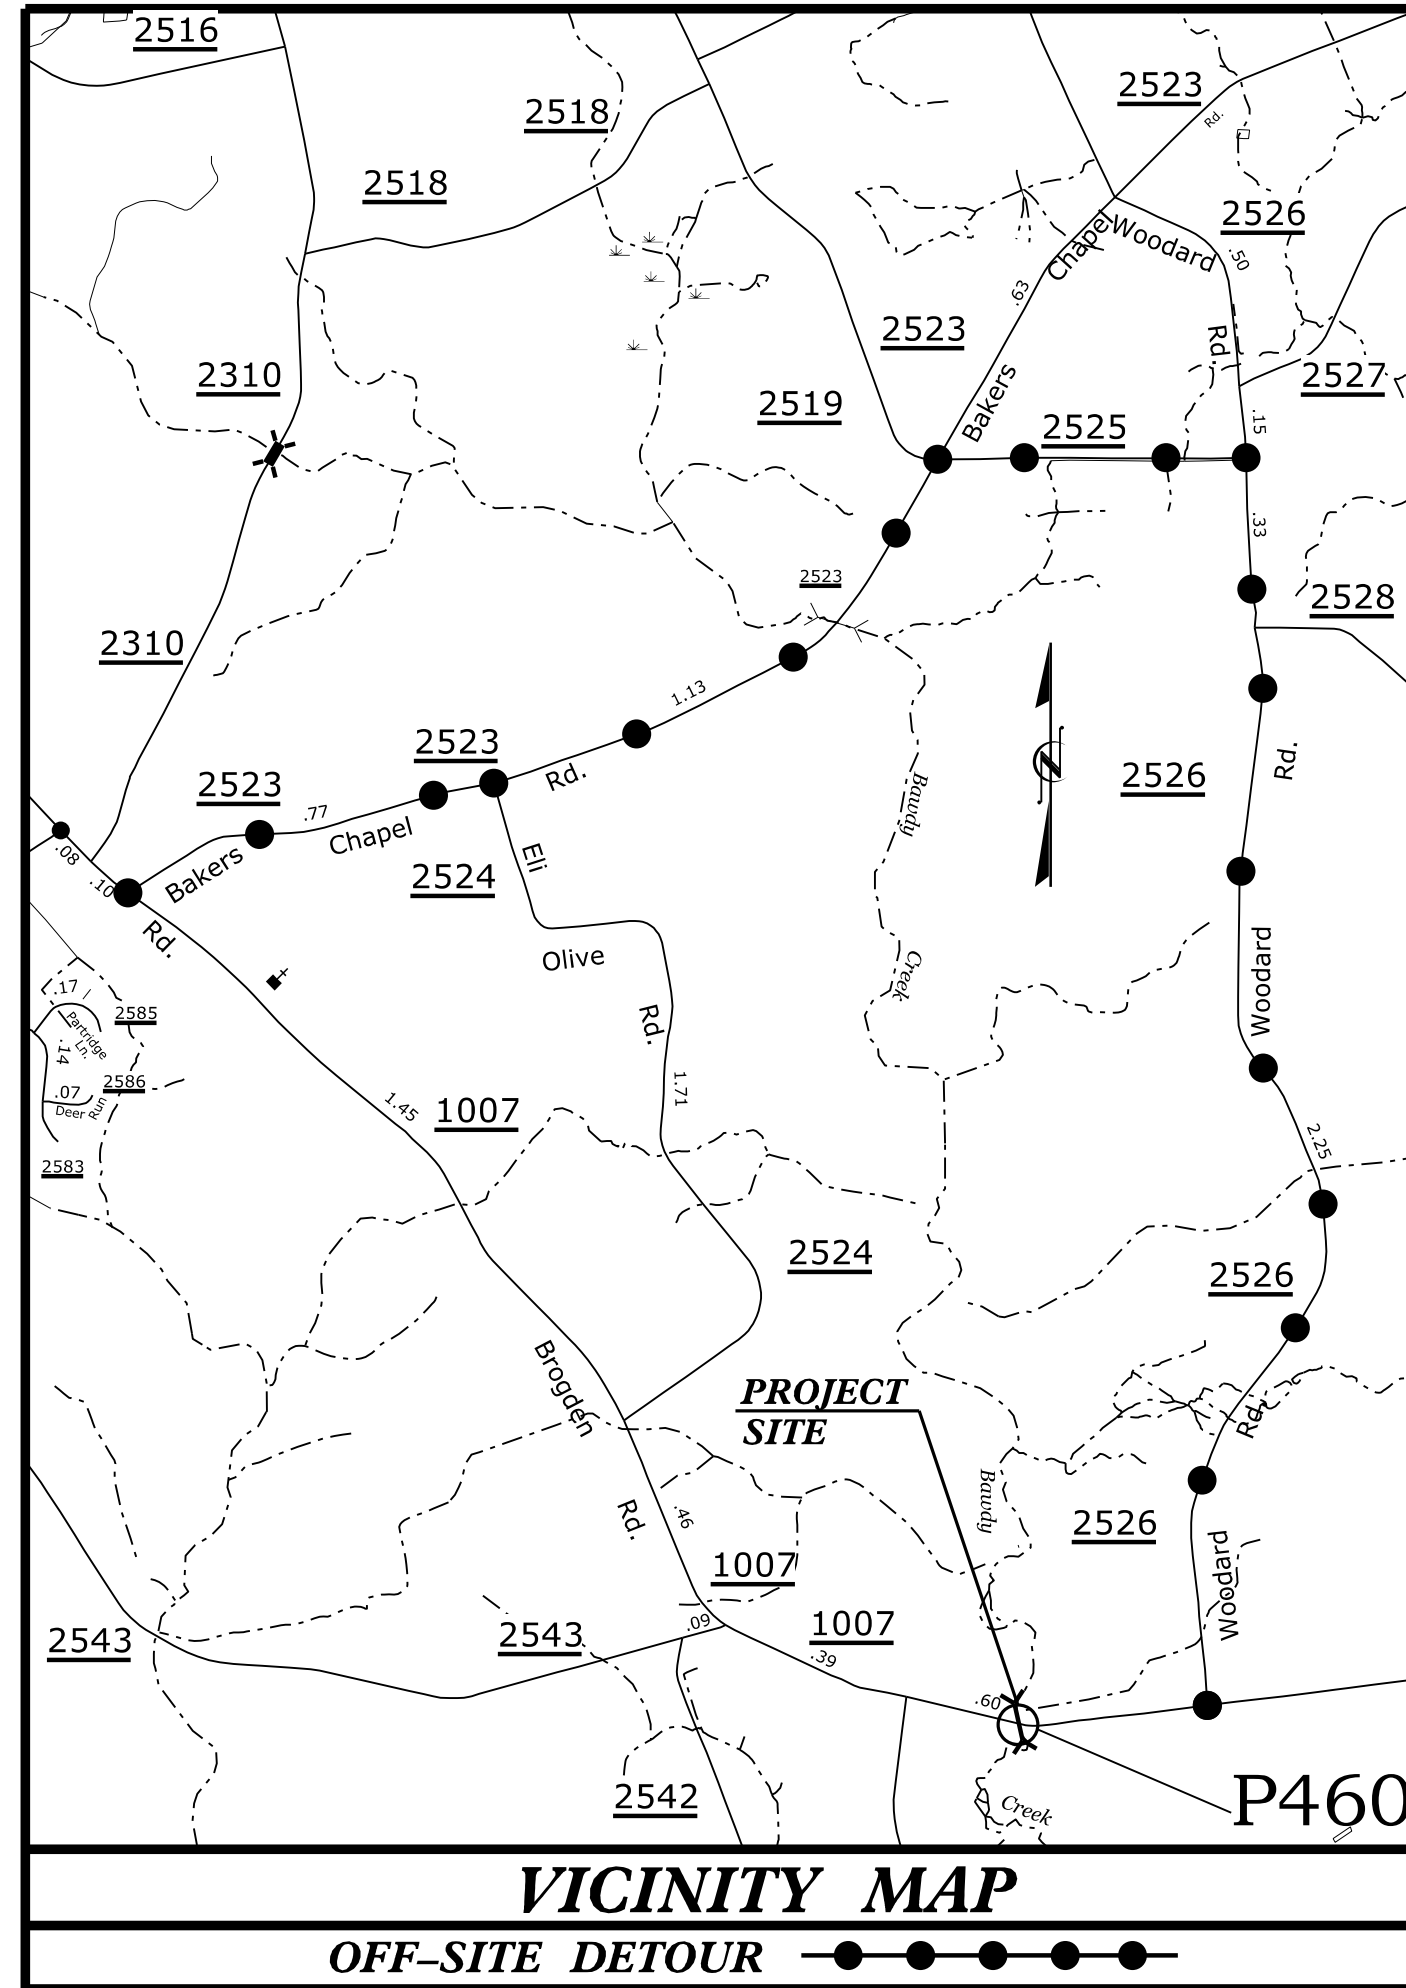 2516
2523
2518
Rd.
2518
2526
Chapel
Woodard
.50
.63
2523
Rd.
2310
2527
2519
Bakers
.15
2525
.33
2523
2528
2310
1.13
2523
Rd.
Rd.
2526
2523
.77
Bawdy
Chapel
.08
Eli
.10
Bakers
2524
Rd.
Olive
Woodard
Creek
.17
2585
Partridge
Ln.
Rd.
.14
2586
.07
Deer Run
1.71
1.45
1007
2.25
2583
2524
2526
Brogden
PROJECT
SITE
Rd.
Bawdy
Rd.
.46
2526
1007
Woodard
2543
2543
.09
1007
.39
.60
2542
Creek
P460
VICINITY MAP
OFF–SITE DETOUR